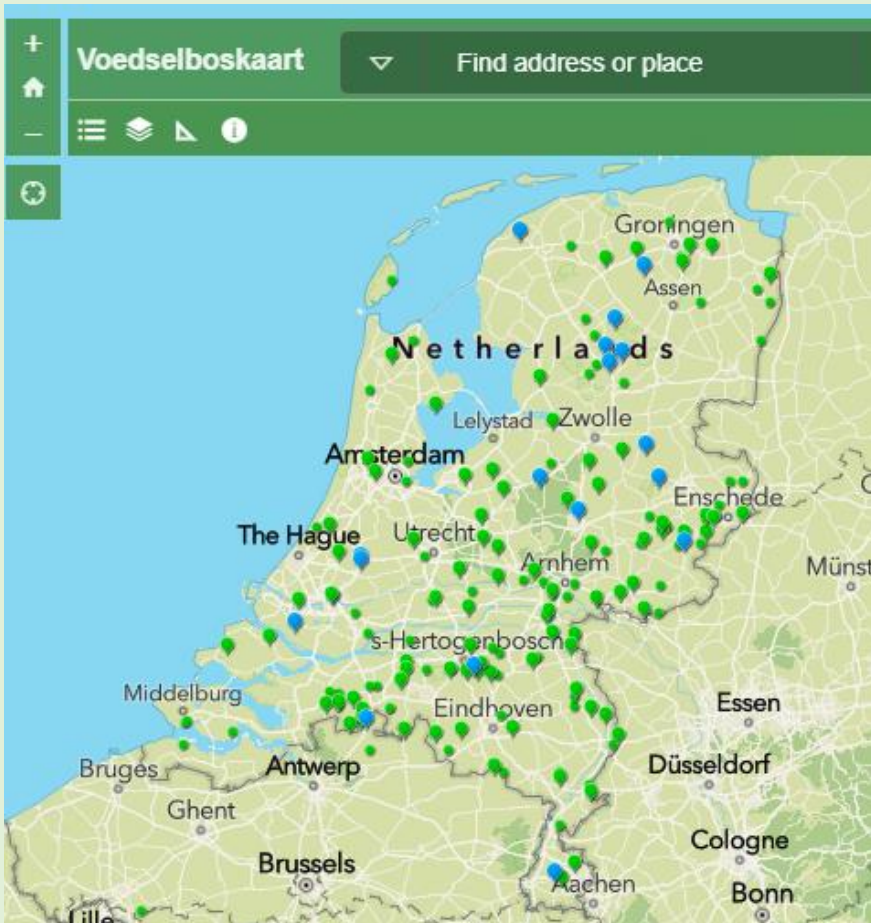 Voedselboskaart
Find address or place
Groningen
Assen
Netherlands
Lelystad
Zwolle
Amsterdam
Enschede
The Hague
Utrecht
Arnhem
Münst
s-Hertogenbosch
Middelburg
Eindhoven
Essen
Bruges
Antwerp
Düsseldorf
Ghent
Cologne
Brussels
Aachen
Bonn
Lille